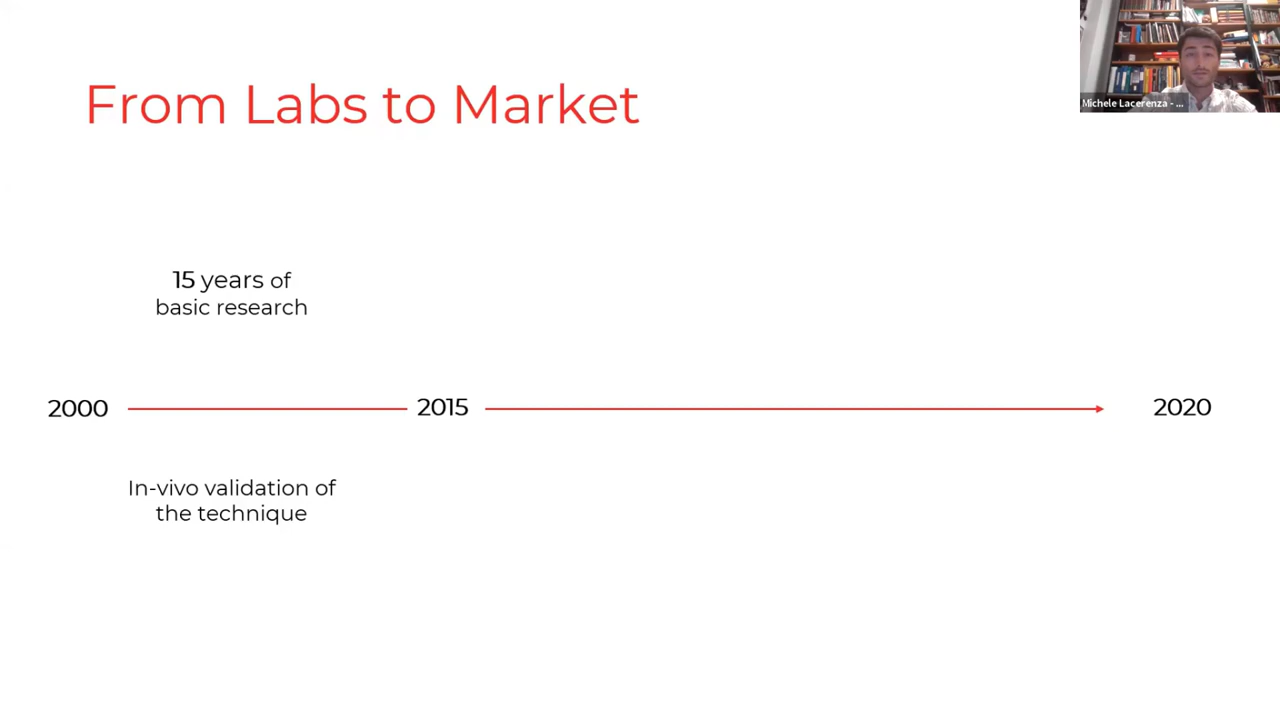 From Labs to Market
Michele Lacerenza - ...
15 years of
basic research
2000
2015
2020
In-vivo validation of
the technique